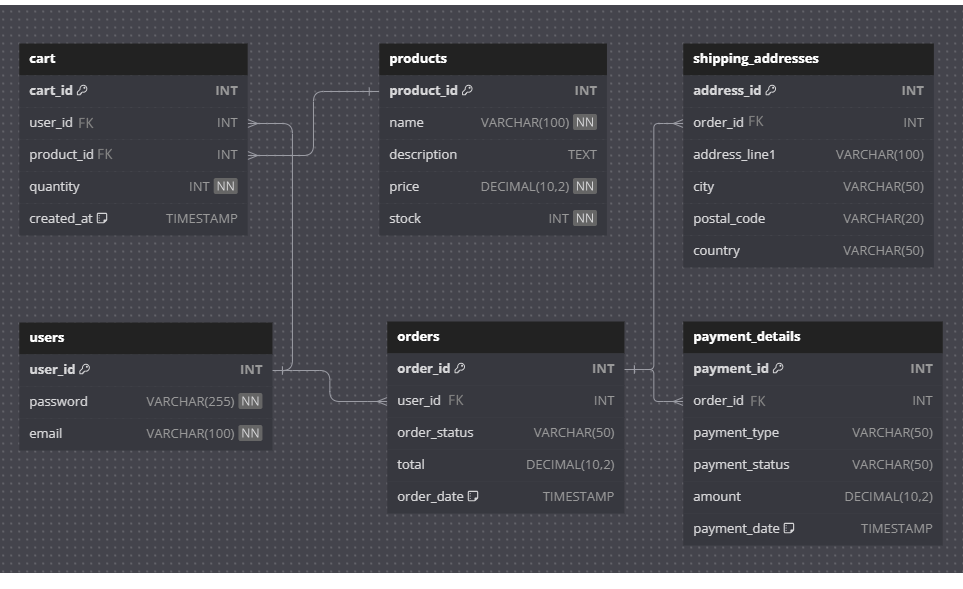 cart
cart_id INT
user_id FK INT
product_id FK INT
quantity INT NN
created_at TIMESTAMP
products
product_id INT
name VARCHAR(100) NN
description TEXT
price DECIMAL(10,2) NN
stock INT NN
shipping_addresses
address_id INT
order_id FK INT
address_line1 VARCHAR(100)
city VARCHAR(50)
postal_code VARCHAR(20)
country VARCHAR(50)
users
user_id INT
password VARCHAR(255) NN
email VARCHAR(100) NN
orders
order_id INT
user_id FK INT
order_status VARCHAR(50)
total DECIMAL(10,2)
order_date TIMESTAMP
payment_details
payment_id INT
order_id FK INT
payment_type VARCHAR(50)
payment_status VARCHAR(50)
amount DECIMAL(10,2)
payment_date TIMESTAMP